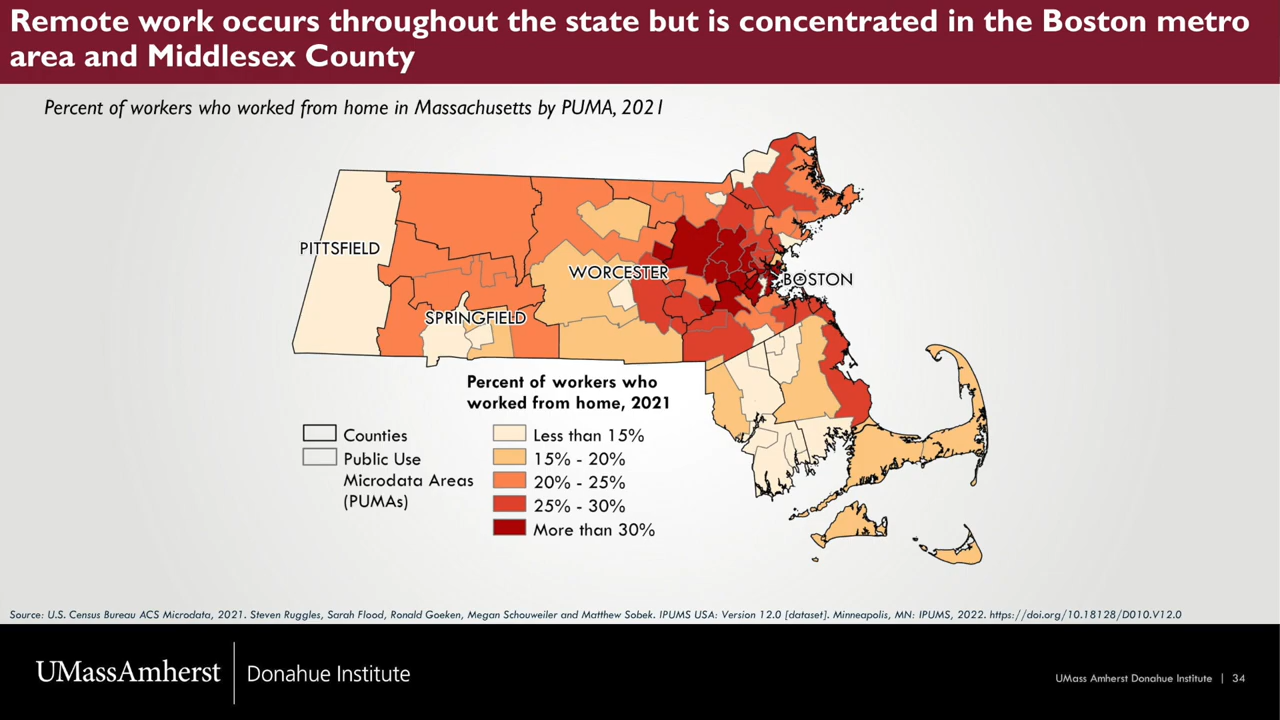 Remote work occurs throughout the state but is concentrated in the Boston metro
area and Middlesex County
Percent of workers who worked from home in Massachusetts by PUMA, 2021
PITTSFIELD
WORCESTER
BOSTON
SPRINGFIELD
Percent of workers who
worked from home, 2021
Counties
Public Use
Microdata Areas
(PUMAs)
Less than 15%
15% - 20%
20% - 25%
25% - 30%
More than 30%
Source: U.S. Census Bureau ACS Microdata, 2021. Steven Ruggles, Sarah Flood, Ronald Goeken, Megan Schouweiler and Matthew Sobek. IPUMS USA: Version 12.0 [dataset]. Minneapolis, MN: IPUMS, 2022. https://doi.org/10.18128/D010.V12.0
UMassAmherst
Donahue Institute
UMass Amherst Donahue Institute | 34